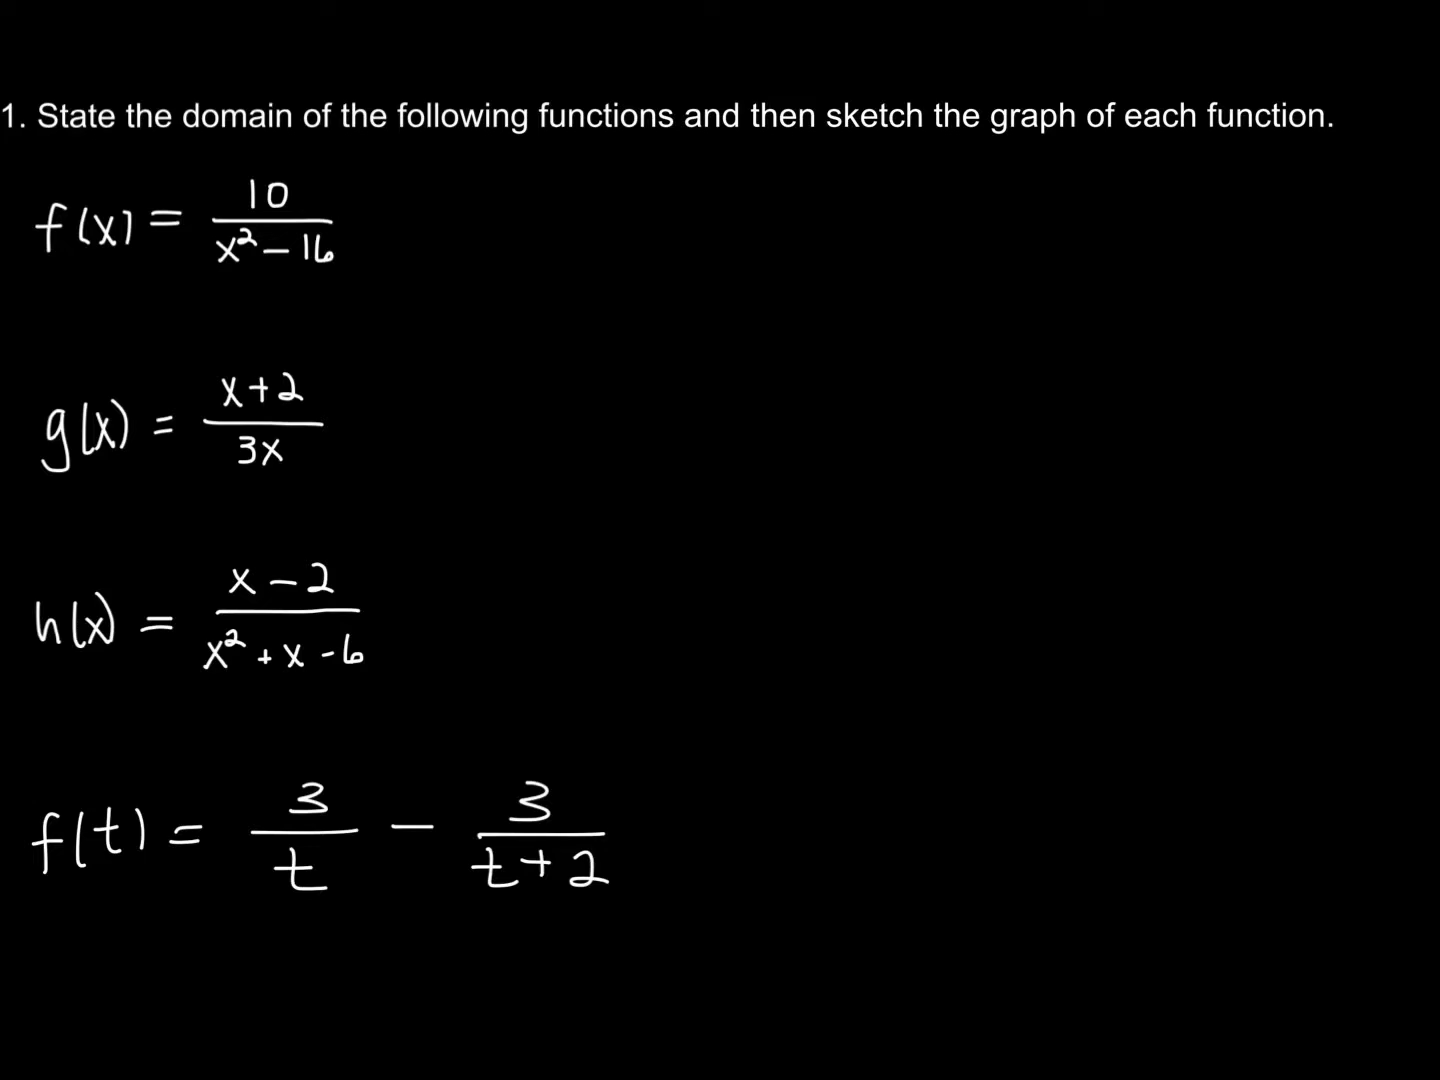 1. State the domain of the following functions and then sketch the graph of each function.
f(x) = 10 / (x² - 16)
g(x) = (x + 2) / (3x)
h(x) = (x - 2) / (x² + x - 6)
f(t) = 3 / t - 3 / (t + 2)